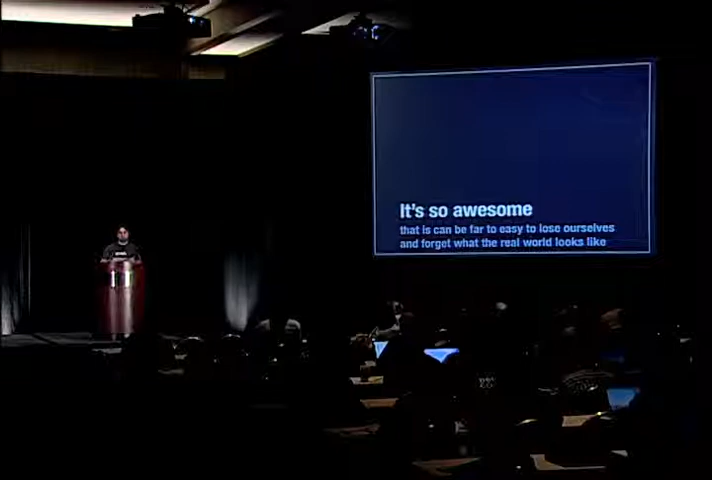 It's so awesome
that is can be far to easy to lose ourselves
and forget what the real world looks like